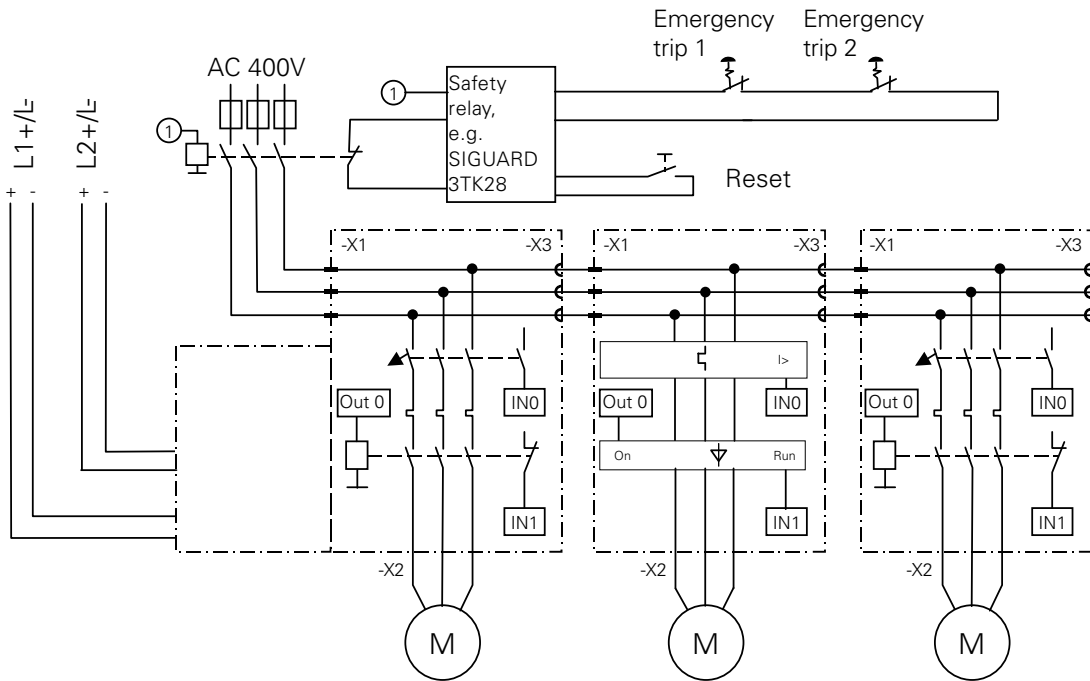 Emergency
trip 1
Emergency
trip 2
AC 400V
1
Safety
relay,
e.g.
SIGUARD
3TK28
1
L1+/L-
L2+/L-
+ -
+ -
Reset
-X1 -X3
-X1 -X3
-X1 -X3
I>
Out 0
IN0
Out 0
IN0
Out 0
IN0
On Run
IN1
IN1
IN1
-X2
-X2
-X2
M
M
M